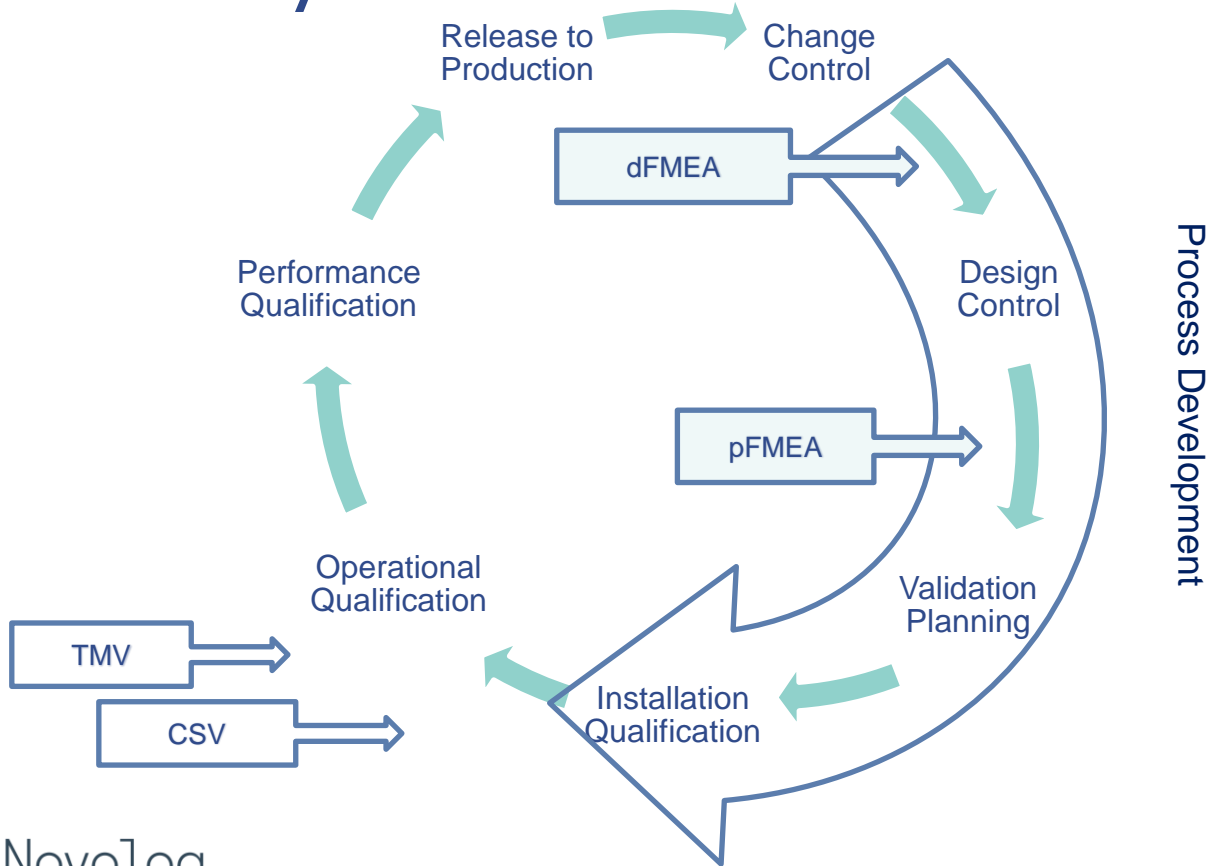 Release to
Production
Change
Control
dFMEA
Performance
Qualification
Design
Control
Process Development
pFMEA
Operational
Qualification
Validation
Planning
TMV
CSV
Installation
Qualification